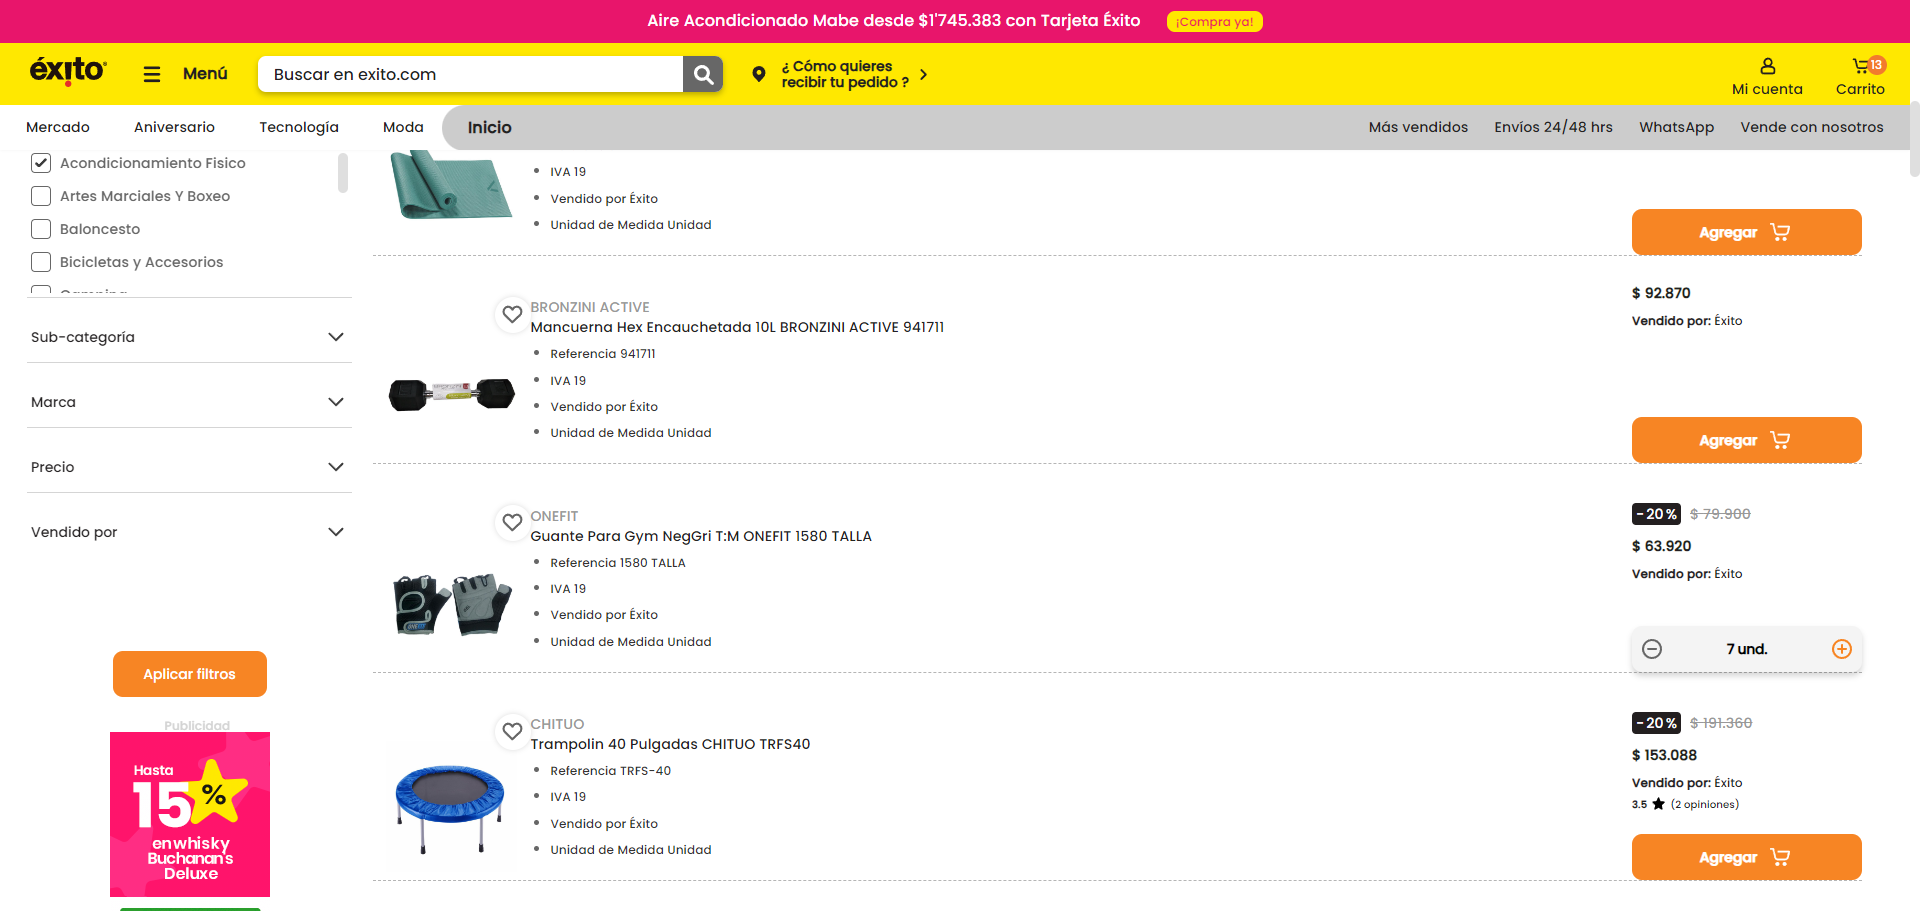 Aire Acondicionado Mabe desde $1'745.383 con Tarjeta Éxito ¡Compra ya!
éxito
Menú
Buscar en exito.com
¿ Cómo quieres
recibir tu pedido ?
Mi cuenta
13
Carrito
Mercado
Aniversario
Tecnología
Moda
Inicio
Más vendidos
Envíos 24/48 hrs
WhatsApp
Vende con nosotros
Acondicionamiento Fisico
Artes Marciales Y Boxeo
Baloncesto
Bicicletas y Accesorios
Sub-categoría
Marca
Precio
Vendido por
Aplicar filtros
Publicidad
Hasta
15%
en whisky
Buchanan's
Deluxe
IVA 19
Vendido por Éxito
Unidad de Medida Unidad
Agregar
BRONZINI ACTIVE
Mancuerna Hex Encauchetada 10L BRONZINI ACTIVE 941711
Referencia 941711
IVA 19
Vendido por Éxito
Unidad de Medida Unidad
$ 92.870
Vendido por: Éxito
Agregar
ONEFIT
Guante Para Gym NegGri T:M ONEFIT 1580 TALLA
Referencia 1580 TALLA
IVA 19
Vendido por Éxito
Unidad de Medida Unidad
-20% $ 79.900
$ 63.920
Vendido por: Éxito
7 und.
CHITUO
Trampolin 40 Pulgadas CHITUO TRFS40
Referencia TRFS-40
IVA 19
Vendido por Éxito
Unidad de Medida Unidad
-20% $ 191.360
$ 153.088
Vendido por: Éxito
3.5 ★ (2 opiniones)
Agregar